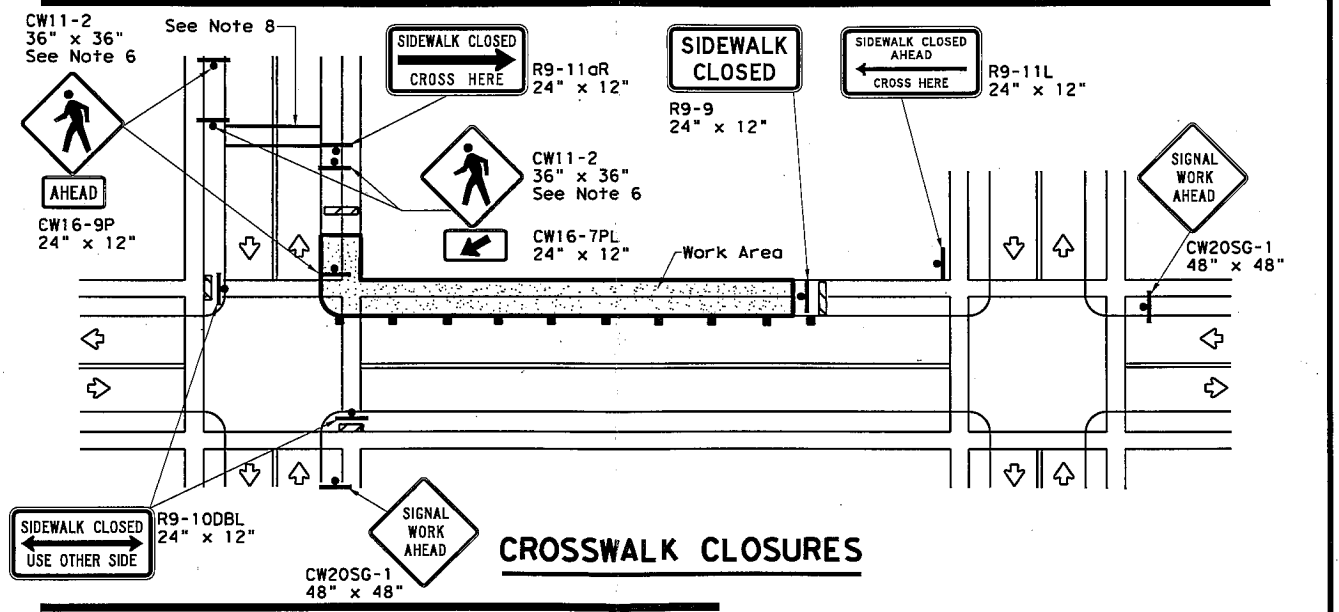 CW11-2
36" x 36"
See Note 6
See Note 8
AHEAD
CW16-9P
24" x 12"
SIDEWALK CLOSED
CROSS HERE
R9-11aR
24" x 12"
CW11-2
36" x 36"
See Note 6
CW16-7PL
24" x 12"
SIDEWALK
CLOSED
R9-9
24" x 12"
SIDEWALK CLOSED
AHEAD
CROSS HERE
R9-11L
24" x 12"
SIGNAL
WORK
AHEAD
CW20SG-1
48" x 48"
Work Area
SIDEWALK CLOSED
USE OTHER SIDE
R9-10DBL
24" x 12"
SIGNAL
WORK
AHEAD
CW20SG-1
48" x 48"
CROSSWALK CLOSURES